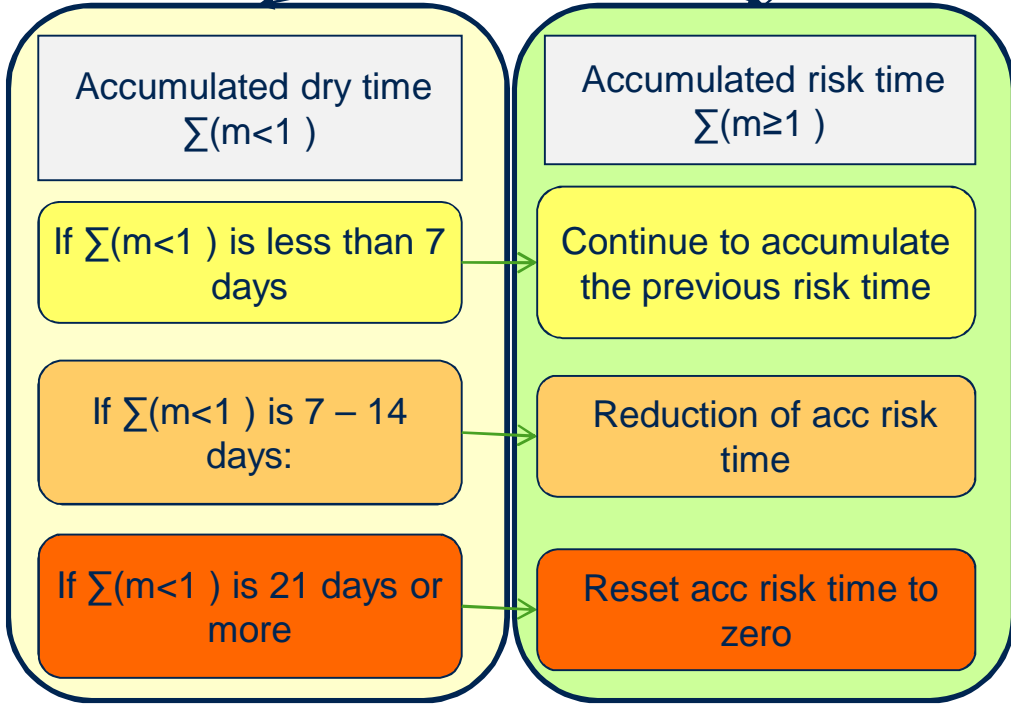 Accumulated dry time
∑(m<1 )
Accumulated risk time
∑(m≥1 )
If ∑(m<1 ) is less than 7
days
Continue to accumulate
the previous risk time
If ∑(m<1 ) is 7 – 14
days:
Reduction of acc risk
time
If ∑(m<1 ) is 21 days or
more
Reset acc risk time to
zero